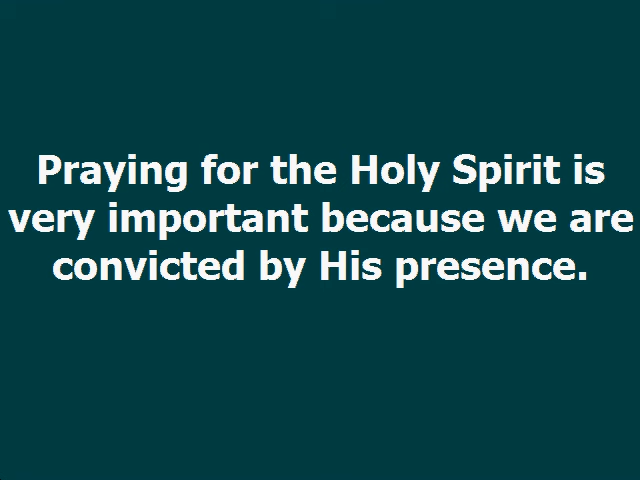 Praying for the Holy Spirit is
very important because we are
convicted by His presence.